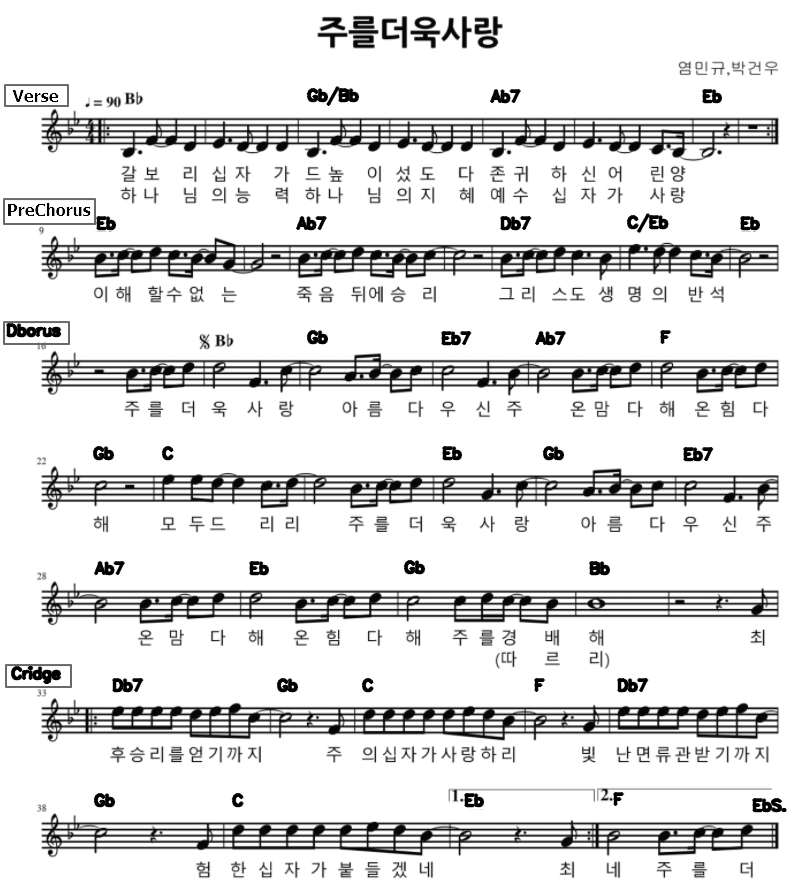 주를더욱사랑
염민규,박건우
Verse
♩= 90 B♭ Gb/Bb Ab7 Eb
4 4
갈 보 리 십 자 가 드 높 이 섰 도 다 존 귀 하 신 어 린 양
하 나 님 의 능 력 하 나 님 의 지 혜 예 수 십 자 가 사랑
PreChorus
Eb Ab7 Db7 C/Eb Eb
9
이 해 할 수 없 는 죽 음 뒤 에 승 리 그 리 스 도 생 명 의 반 석
Dborus
16
B♭ Gb Eb7 Ab7 F
주 를 더 욱 사 랑 아 름 다 우 신 주 온 맘 다 해 온 힘 다
Gb C Eb Gb Eb7
22
해 모 두 드 리 리 주 를 더 욱 사 랑 아 름 다 우 신 주
Ab7 Eb Gb Bb
28
온 맘 다 해 온 힘 다 해 주 를 경 배 해 최
(따 르 리)
Cridge
Db7 Gb C F Db7
33
후 승 리 를 얻 기 까 지 주 의 십 자 가 사 랑 하 리 빛 난 면 류 관 받 기 까 지
Gb C 1. Eb 2. F EbS.
38
험 한 십 자 가 붙 들 겠 네 최 네 주 를 더